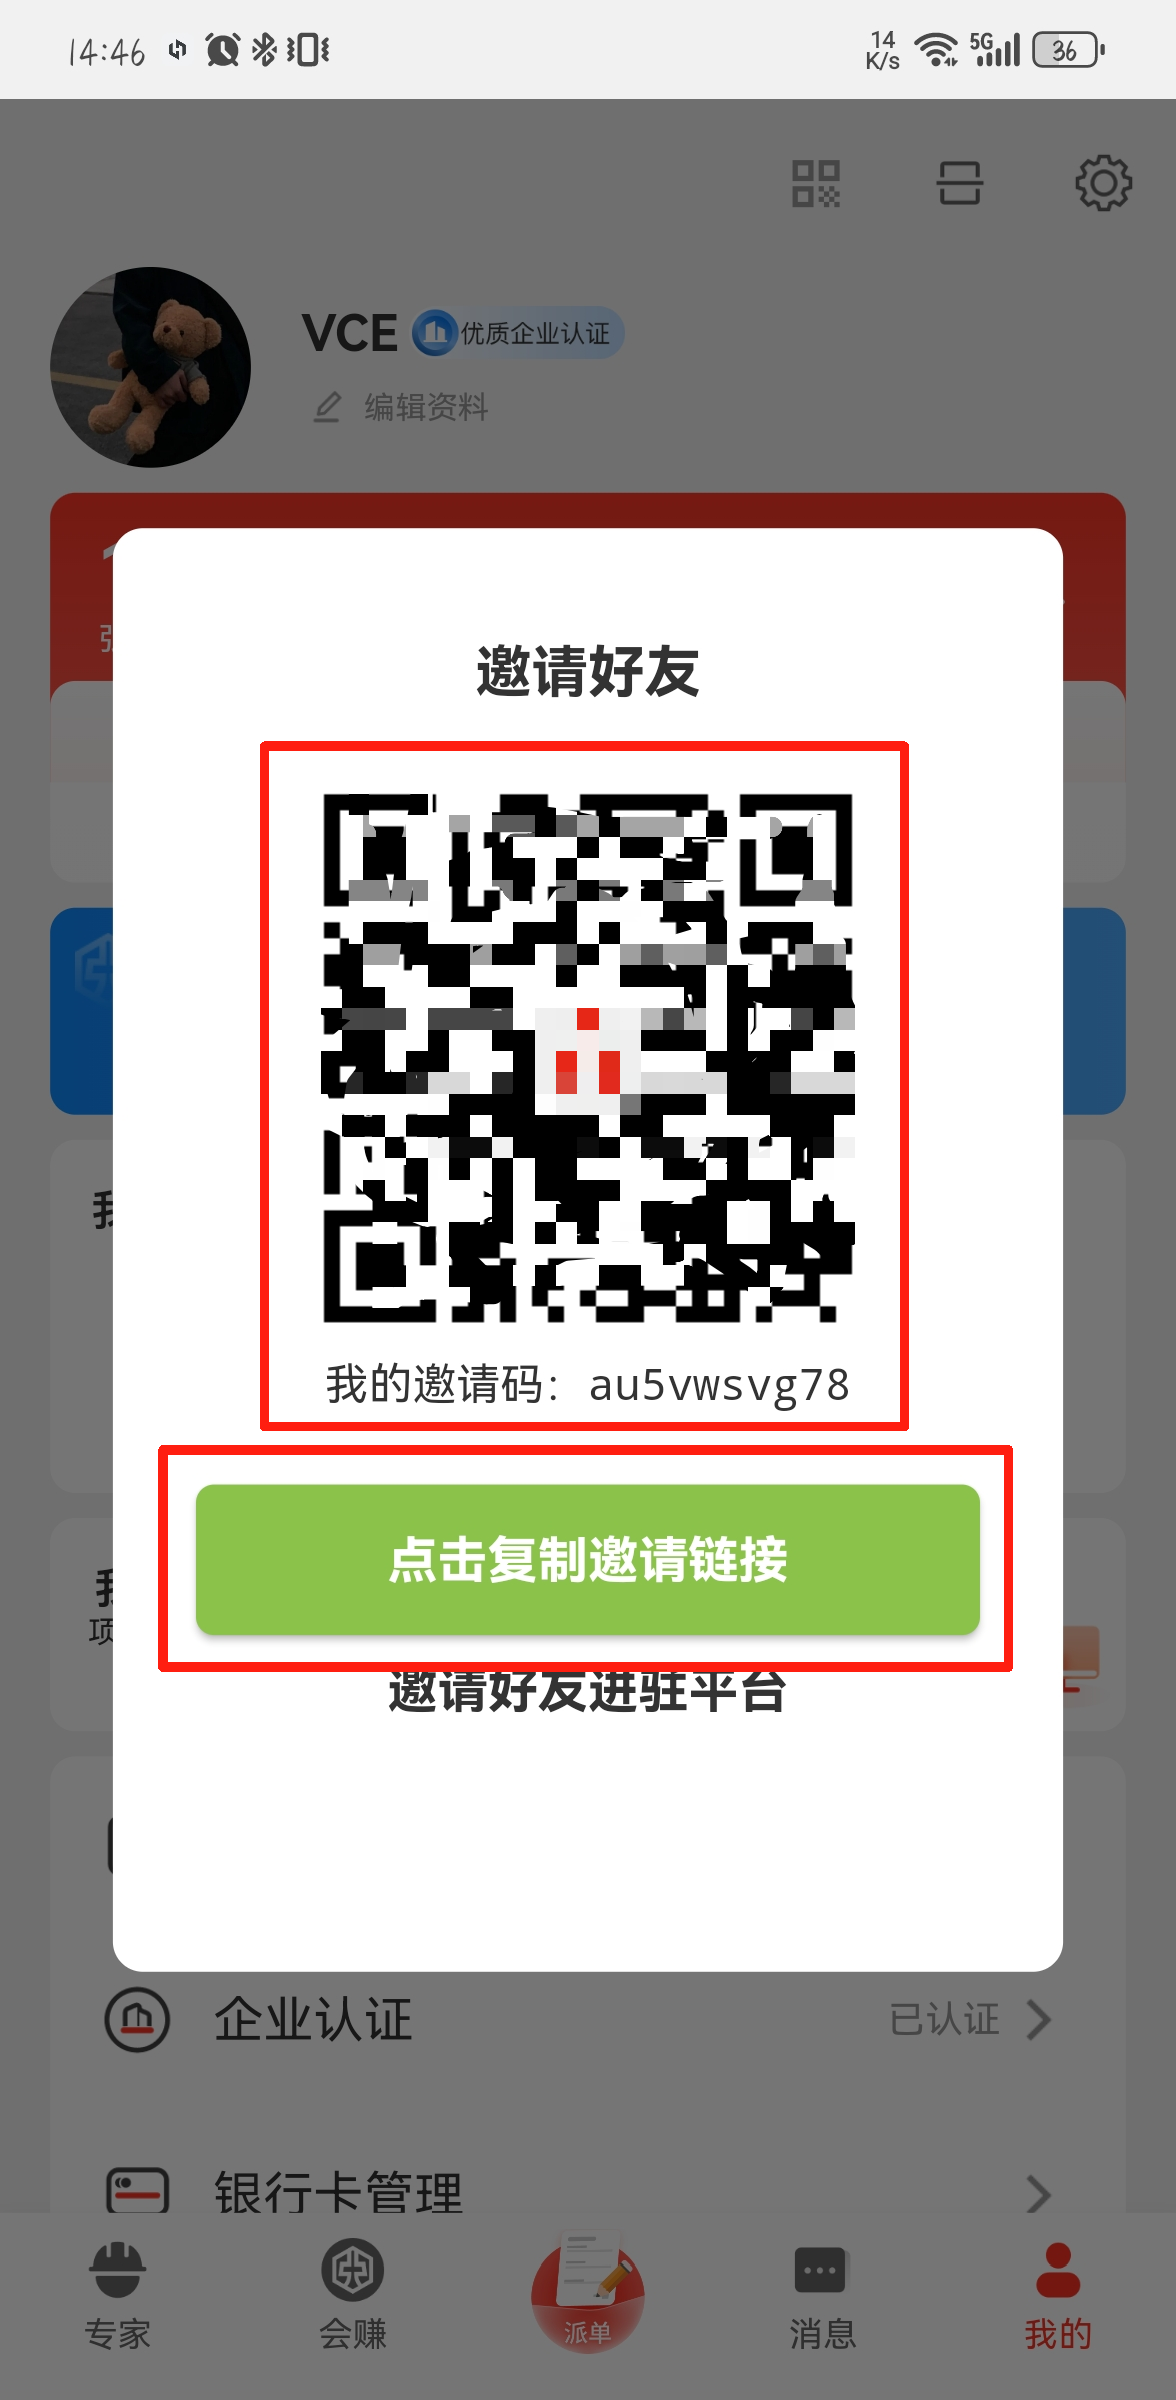 14:46
14
K/s
5G
36
VCE
优质企业认证
编辑资料
邀请好友
我的邀请码：au5vwsvg78
点击复制邀请链接
邀请好友进驻平台
项
企业认证
已认证
银行卡管理
专家
会赚
派单
消息
我的